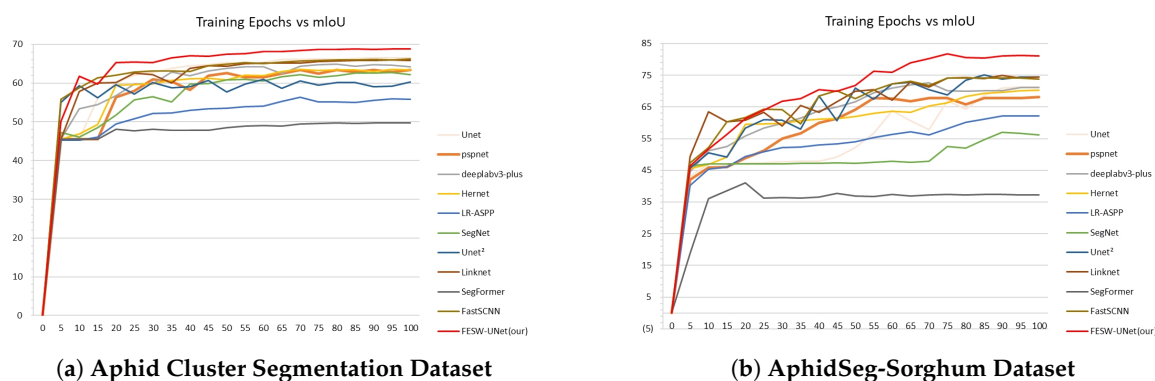 Training Epochs vs mIoU
70
60
50
40
30
20
10
0
0 5 10 15 20 25 30 35 40 45 50 55 60 65 70 75 80 85 90 95 100
Unet
pspnet
deeplabv3-plus
Hernet
LR-ASPP
SegNet
Unet²
Linknet
SegFormer
FastSCNN
FESW-UNet(our)
(a) Aphid Cluster Segmentation Dataset
Training Epochs vs mIoU
85
75
65
55
45
35
25
15
5
(5)
0 5 10 15 20 25 30 35 40 45 50 55 60 65 70 75 80 85 90 95 100
Unet
pspnet
deeplabv3-plus
Hernet
LR-ASPP
SegNet
Unet²
Linknet
SegFormer
FastSCNN
FESW-UNet(our)
(b) AphidSeg-Sorghum Dataset